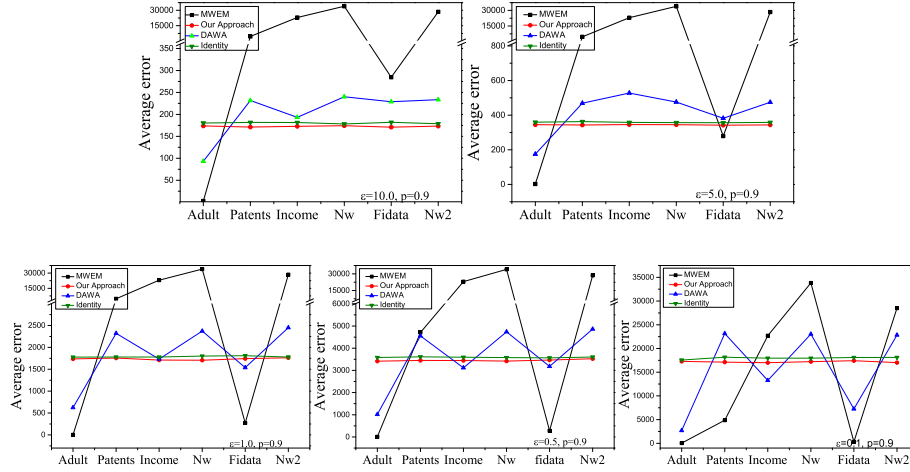 30000
15000
350
300
250
200
150
100
50
Average error
MWEM
Our Approach
DAWA
Identity
ε=10.0, p=0.9
Adult Patents Income Nw Fidata Nw2
30000
15000
800
600
400
200
0
Average error
MWEM
Our Approach
DAWA
Identity
ε=5.0, p=0.9
Adult Patents Income Nw Fidata Nw2
30000
15000
2500
2000
1500
1000
500
0
Average error
MWEM
Our Approach
DAWA
Identity
ε=1.0, p=0.9
Adult Patents Income Nw Fidata Nw2
30000
15000
6000
5000
4000
3000
2000
1000
0
Average error
MWEM
Our Approach
DAWA
Identity
ε=0.5, p=0.9
Adult Patents Income Nw fidata Nw2
35000
30000
25000
20000
15000
10000
5000
0
Average error
MWEM
Our Approach
DAWA
Identity
ε=0.1, p=0.9
Adult Patents Income Nw Fidata Nw2